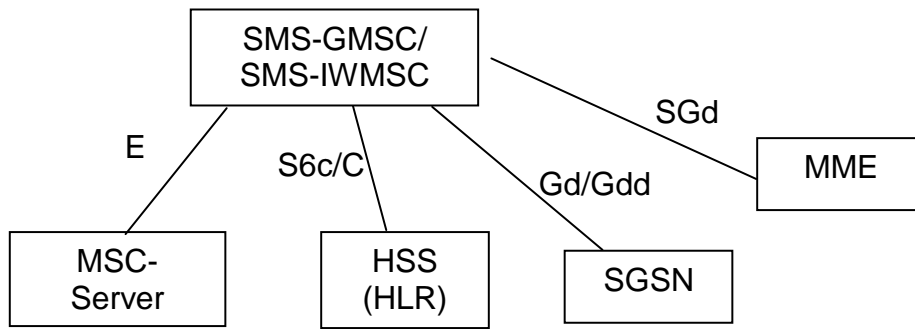 SMS-GMSC/
SMS-IWMSC
SGd
E
S6c/C
Gd/Gdd
MME
MSC-
Server
HSS
(HLR)
SGSN